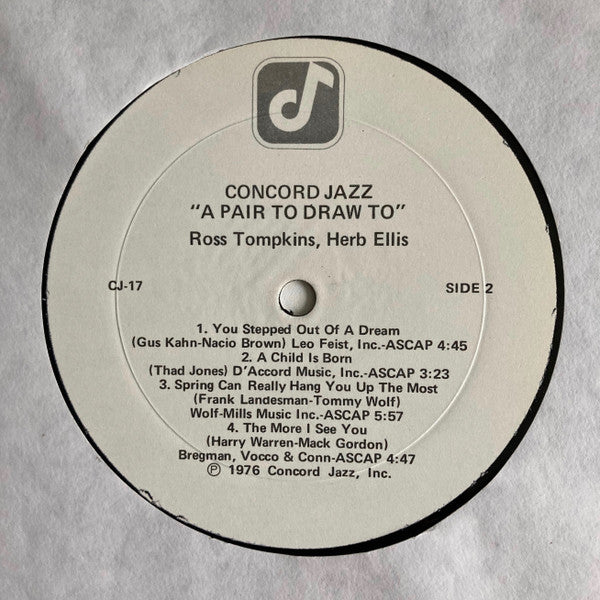 CONCORD JAZZ
"A PAIR TO DRAW TO"
Ross Tompkins, Herb Ellis
CJ-17
SIDE 2
1. You Stepped Out Of A Dream
(Gus Kahn-Nacio Brown) Leo Feist, Inc.-ASCAP 4:45
2. A Child Is Born
(Thad Jones) D'Accord Music, Inc.-ASCAP 3:23
3. Spring Can Really Hang You Up The Most
(Frank Landesman-Tommy Wolf)
Wolf-Mills Music Inc.-ASCAP 5:57
4. The More I See You
(Harry Warren-Mack Gordon)
Bregman, Vocco & Conn-ASCAP 4:47
Ⓟ 1976 Concord Jazz, Inc.